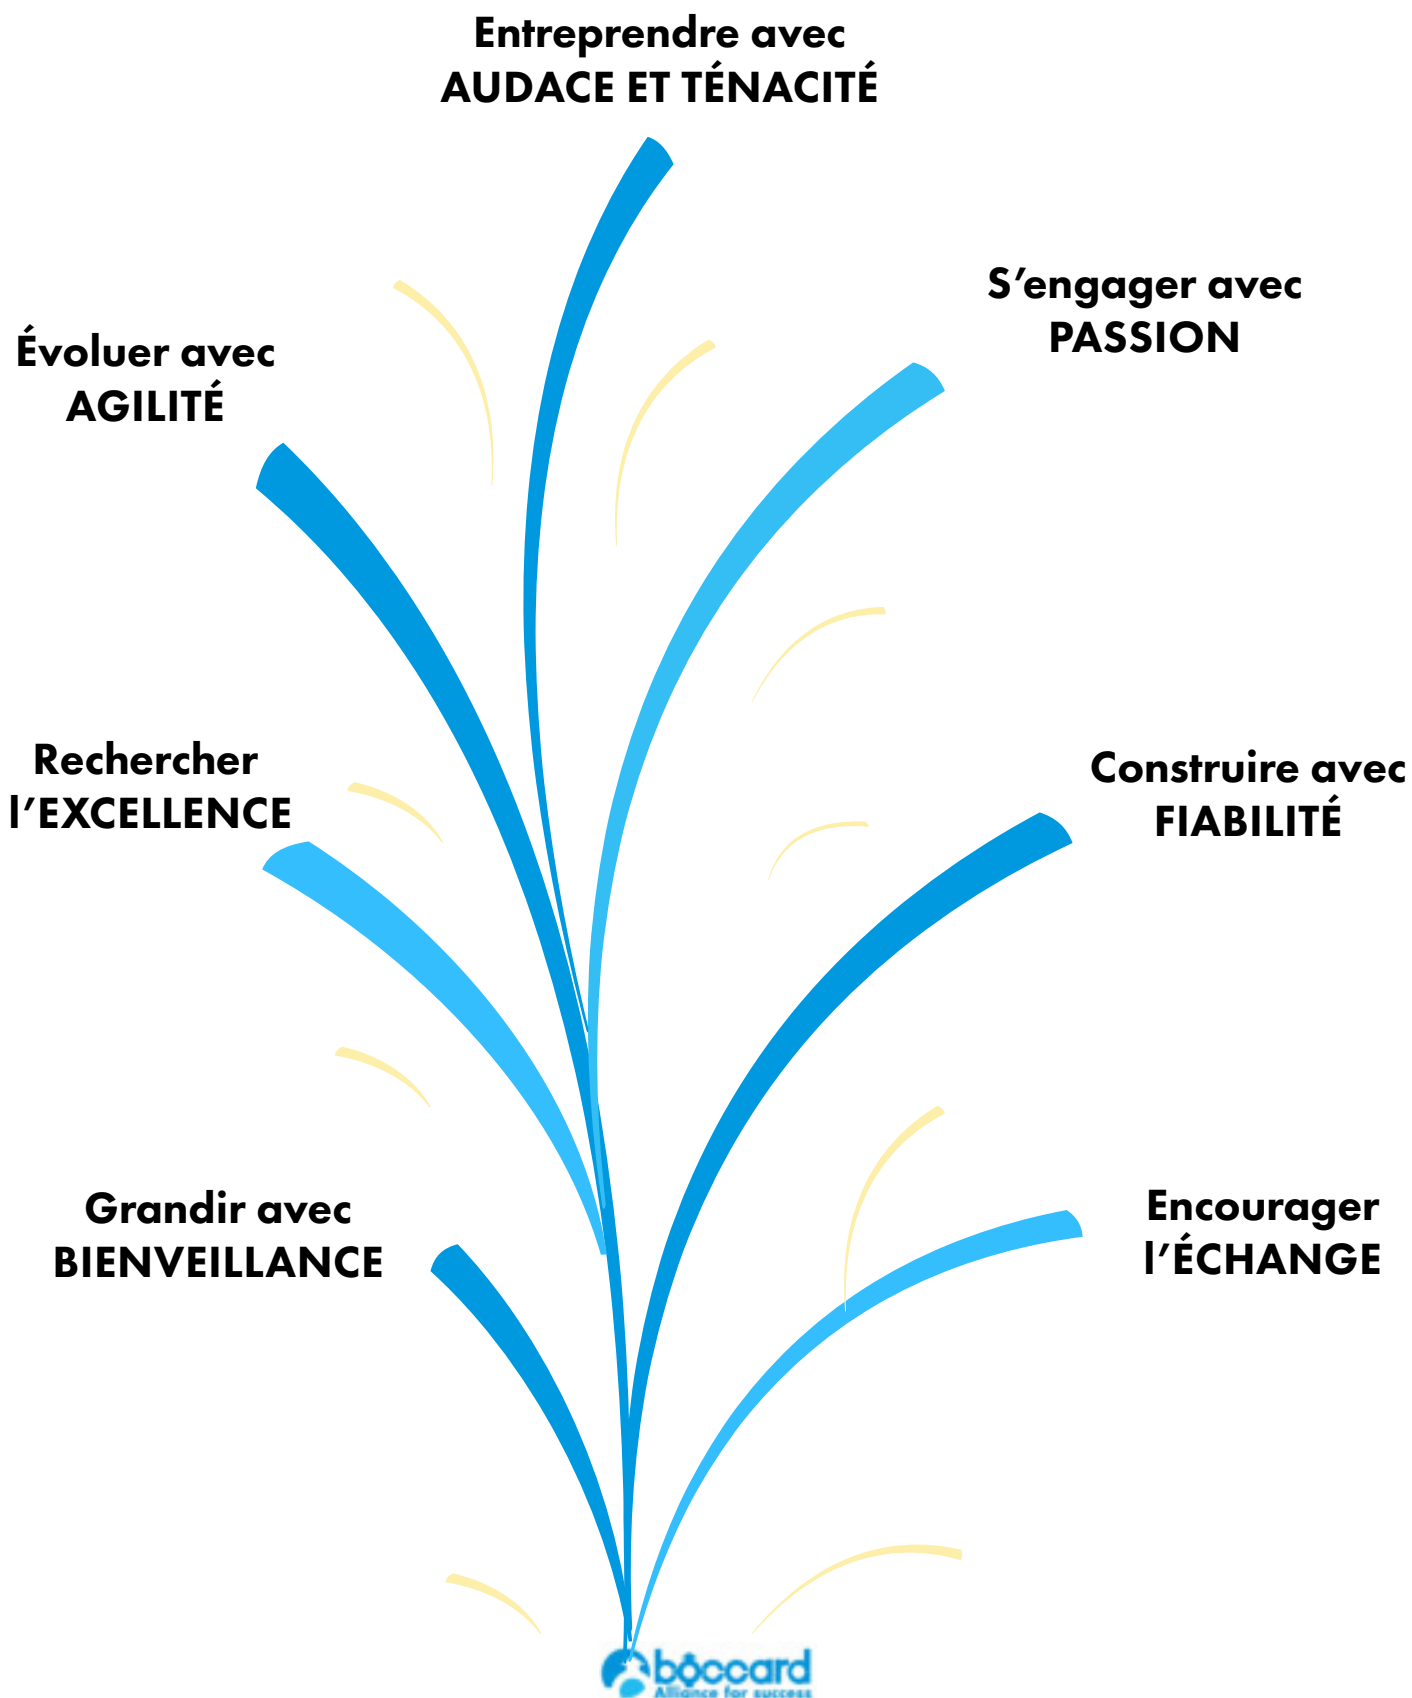 Entreprendre avec
AUDACE ET TÉNACITÉ
S’engager avec
PASSION
Évoluer avec
AGILITÉ
Rechercher
l’EXCELLENCE
Construire avec
FIABILITÉ
Grandir avec
BIENVEILLANCE
Encourager
l’ÉCHANGE
boccard
Alliance for success